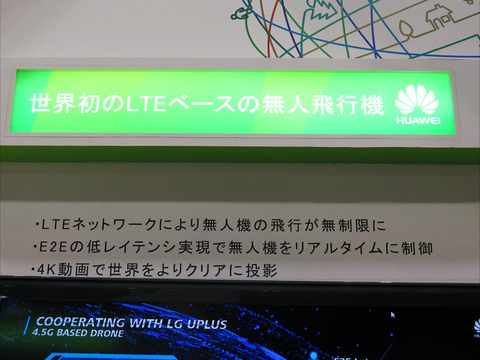 世界初のLTEベースの無人飛行機
HUAWEI
・LTEネットワークにより無人機の飛行が無制限に
・E2Eの低レイテンシ実現で無人機をリアルタイムに制御
・4K動画で世界をよりクリアに投影
COOPERATING WITH LG UPLUS
4.5G BASED DRONE